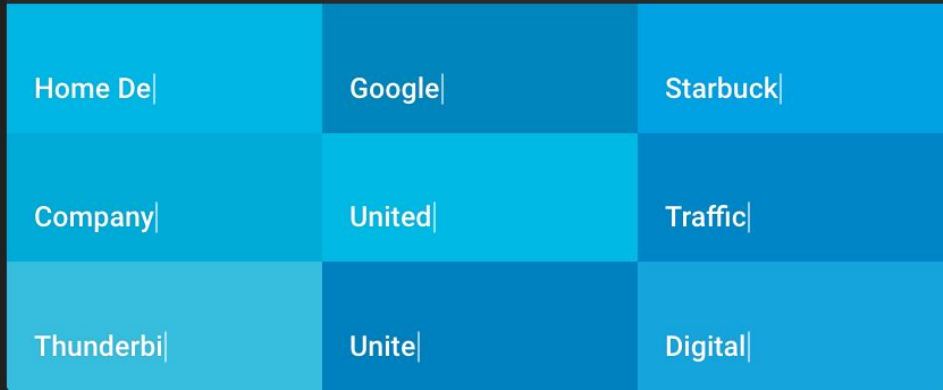 Home De
Google
Starbuck
Company
United
Traffic
Thunderbi
Unite
Digital